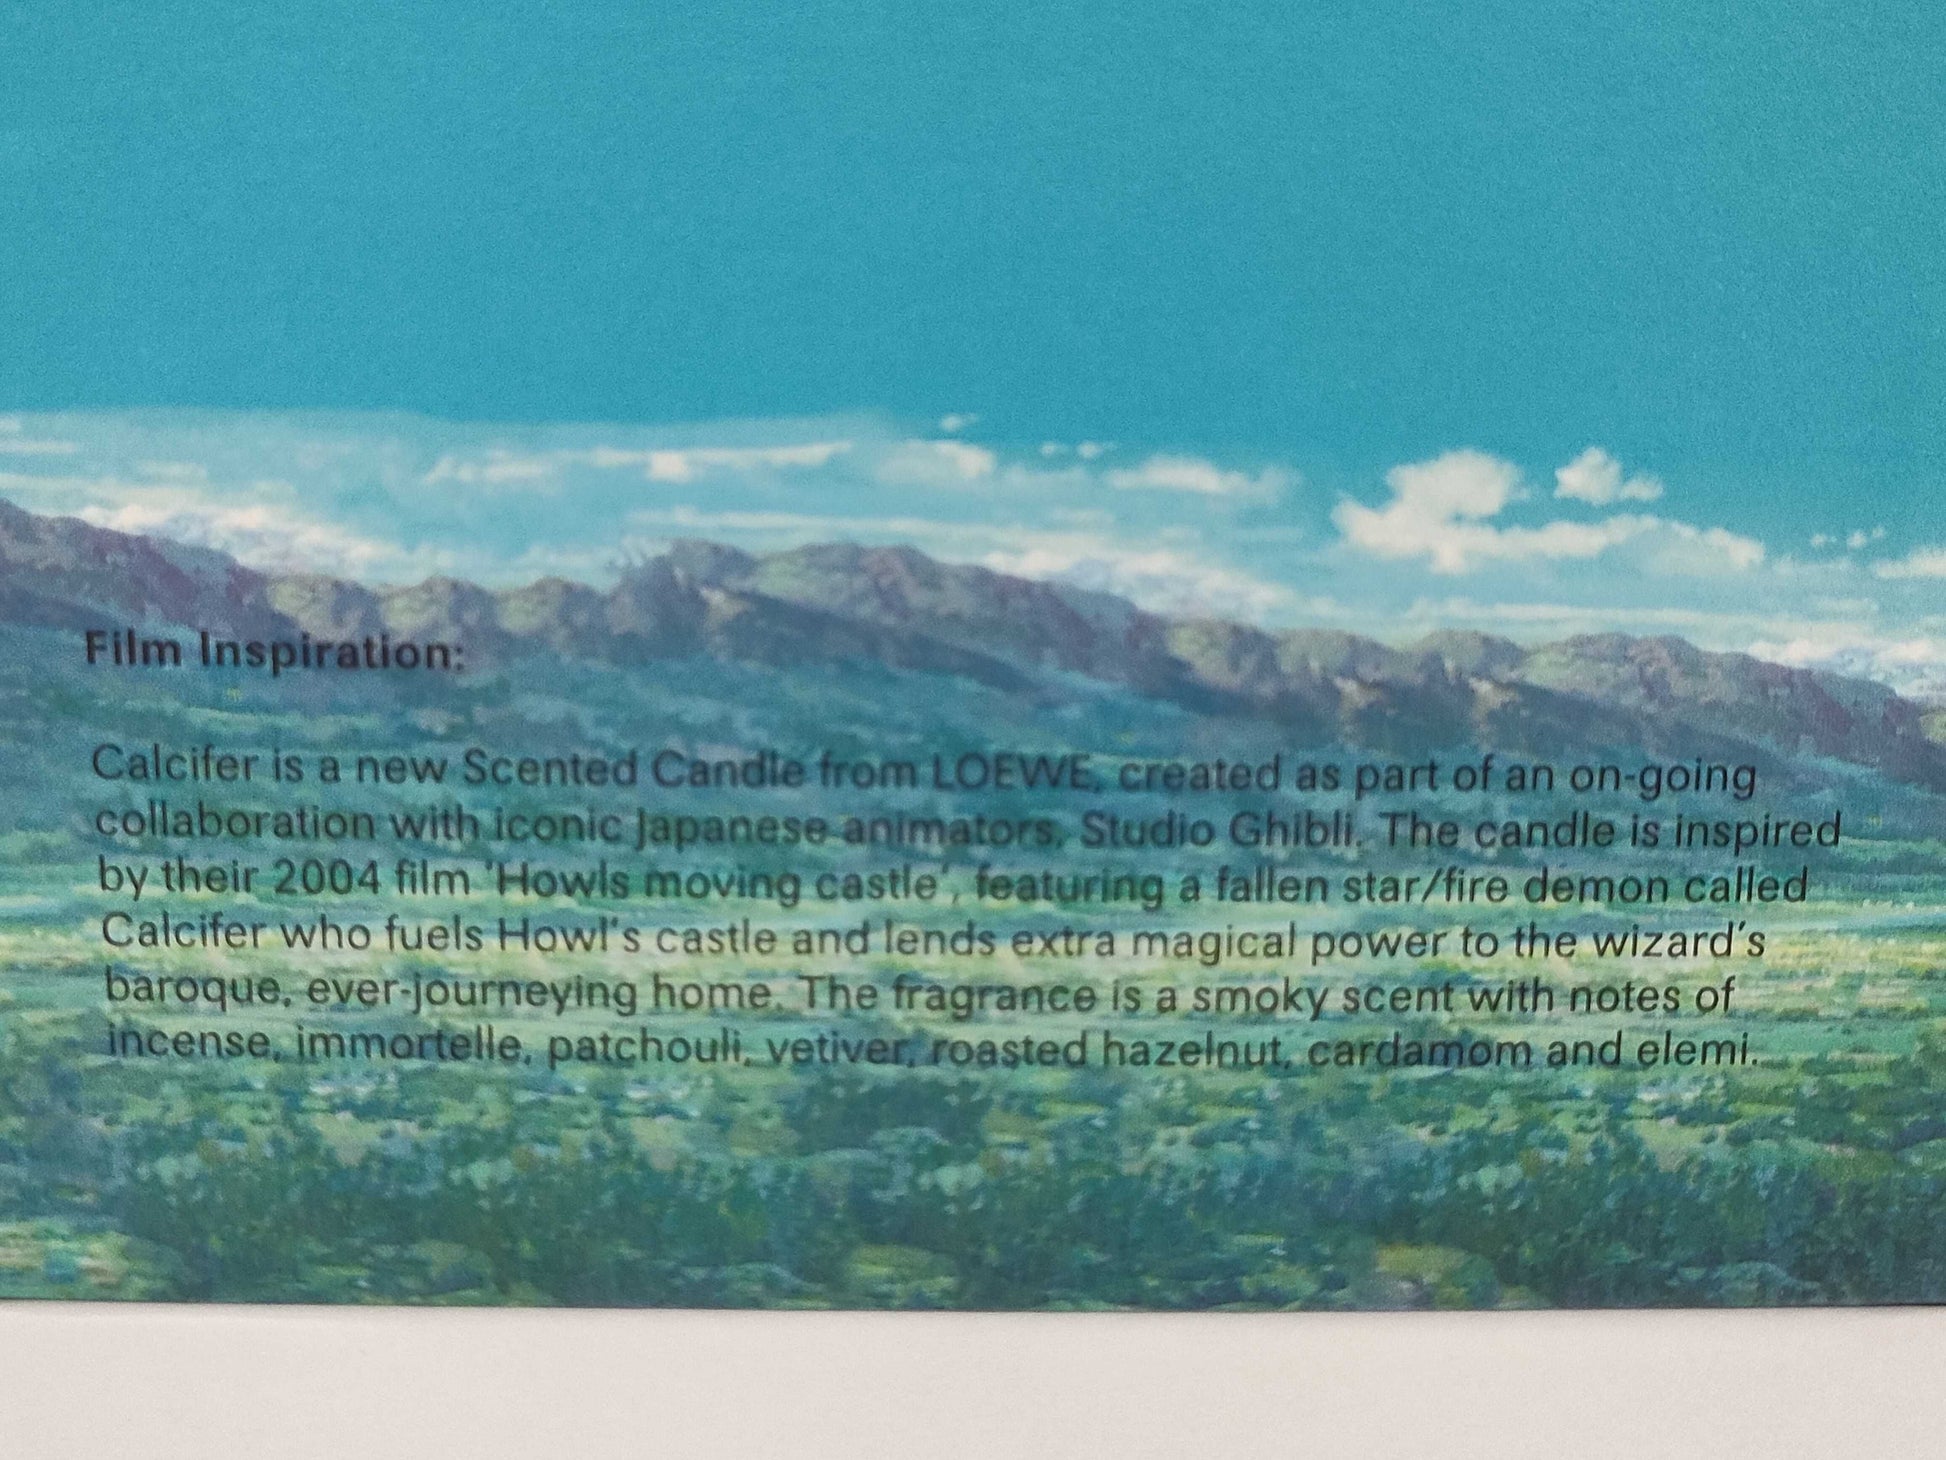 Film Inspiration:
Calcifer is a new Scented Candle from LOEWE, created as part of an on-going
collaboration with iconic Japanese animators, Studio Ghibli. The candle is inspired
by their 2004 film 'Howls moving castle', featuring a fallen star/fire demon called
Calcifer who fuels Howl's castle and lends extra magical power to the wizard's
baroque, ever-journeying home. The fragrance is a smoky scent with notes of
incense, immortelle, patchouli, vetiver, roasted hazelnut, cardamom and elemi.